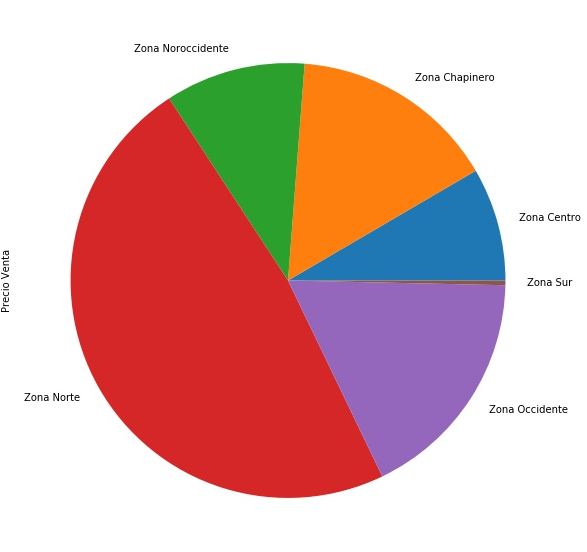 Zona Noroccidente
Zona Chapinero
Zona Centro
Precio Venta
Zona Sur
Zona Norte
Zona Occidente